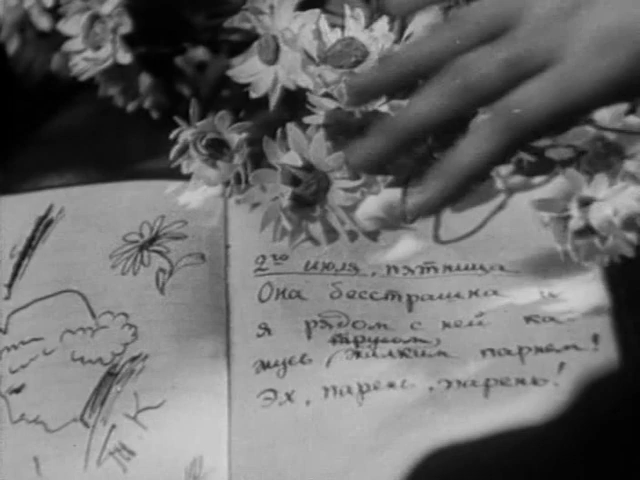 2го июля, пятница
Она бесстрашна и
я рядом с ней ка-
трусом,
жусь жалким парнем!
Эх, парень, парень!